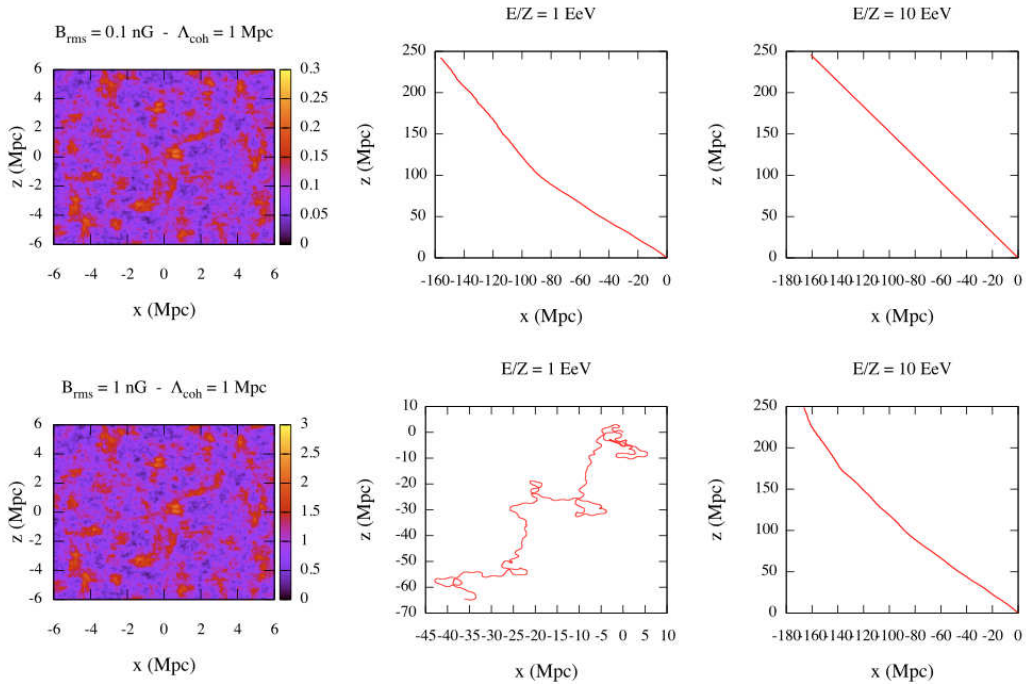 B_rms = 0.1 nG - Λ_coh = 1 Mpc
6
4
2
0
-2
-4
-6
z (Mpc)
-6 -4 -2 0 2 4 6
x (Mpc)
0.3
0.25
0.2
0.15
0.1
0.05
0
E/Z = 1 EeV
250
200
150
100
50
0
z (Mpc)
-160 -140 -120 -100 -80 -60 -40 -20 0
x (Mpc)
E/Z = 10 EeV
250
200
150
100
50
0
z (Mpc)
-180 -160 -140 -120 -100 -80 -60 -40 -20 0
x (Mpc)
B_rms = 1 nG - Λ_coh = 1 Mpc
6
4
2
0
-2
-4
-6
z (Mpc)
-6 -4 -2 0 2 4 6
x (Mpc)
3
2.5
2
1.5
1
0.5
0
E/Z = 1 EeV
10
0
-10
-20
-30
-40
-50
-60
-70
z (Mpc)
-45 -40 -35 -30 -25 -20 -15 -10 -5 0 5 10
x (Mpc)
E/Z = 10 EeV
250
200
150
100
50
0
z (Mpc)
-180 -160 -140 -120 -100 -80 -60 -40 -20 0
x (Mpc)